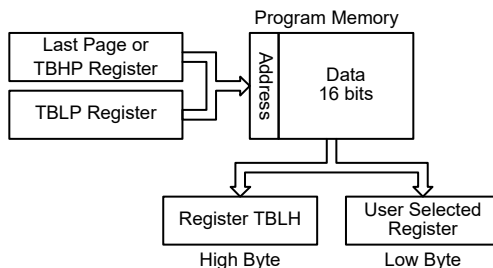 Program Memory
Last Page or
TBHP Register
TBLP Register
Address
Data
16 bits
Register TBLH
User Selected
Register
High Byte
Low Byte